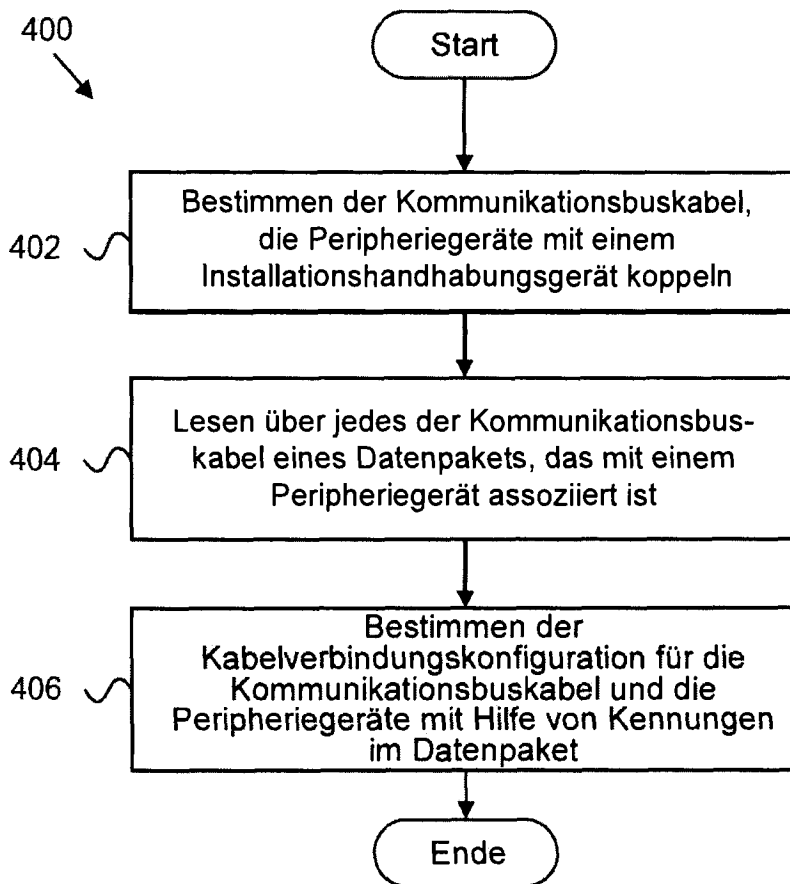 400
Start
402
Bestimmen der Kommunikationsbuskabel,
die Peripheriegeräte mit einem
Installationshandhabungsgerät koppeln
404
Lesen über jedes der Kommunikationsbus-
kabel eines Datenpakets, das mit einem
Peripheriegerät assoziiert ist
406
Bestimmen der
Kabelverbindungskonfiguration für die
Kommunikationsbuskabel und die
Peripheriegeräte mit Hilfe von Kennungen
im Datenpaket
Ende